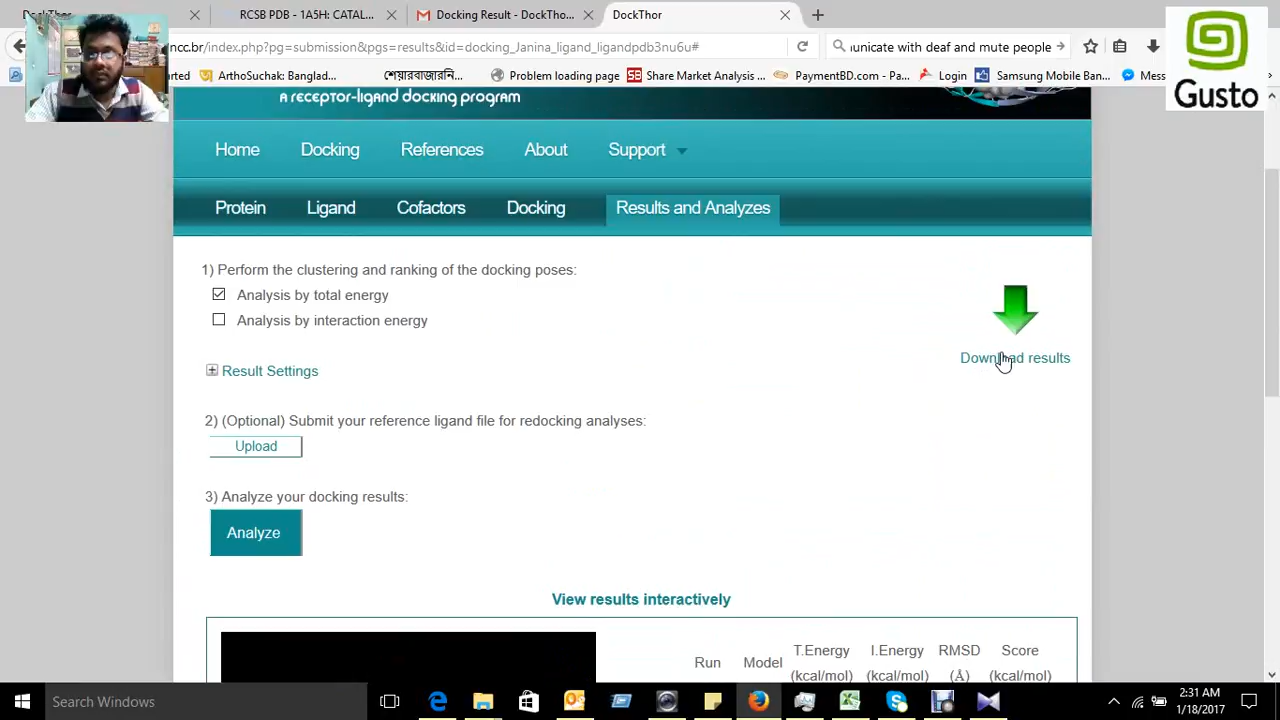 RCSB PDB - 1A5H: CATAL...
Docking Result - DockTho...
DockThor
ncc.br/index.php?pg=submission&pgs=results&id=docking_Janina_ligand_ligandpdb3nu6u#
unicate with deaf and mute people
arted
ArthoSuchak: Banglad...
শেয়ারবাজারনি...
Problem loading page
Share Market Analysis ...
PaymentBD.com - Pa...
Login
Samsung Mobile Ban...
Mess
Gusto
A receptor-ligand docking program
Home Docking References About Support
Protein Ligand Cofactors Docking Results and Analyzes
1) Perform the clustering and ranking of the docking poses:
Analysis by total energy
Analysis by interaction energy
Download results
Result Settings
2) (Optional) Submit your reference ligand file for redocking analyses:
Upload
3) Analyze your docking results:
Analyze
View results interactively
T.Energy I.Energy RMSD Score
Run Model
(kcal/mol) (kcal/mol) (Å) (kcal/mol)
Search Windows
2:31 AM
1/18/2017